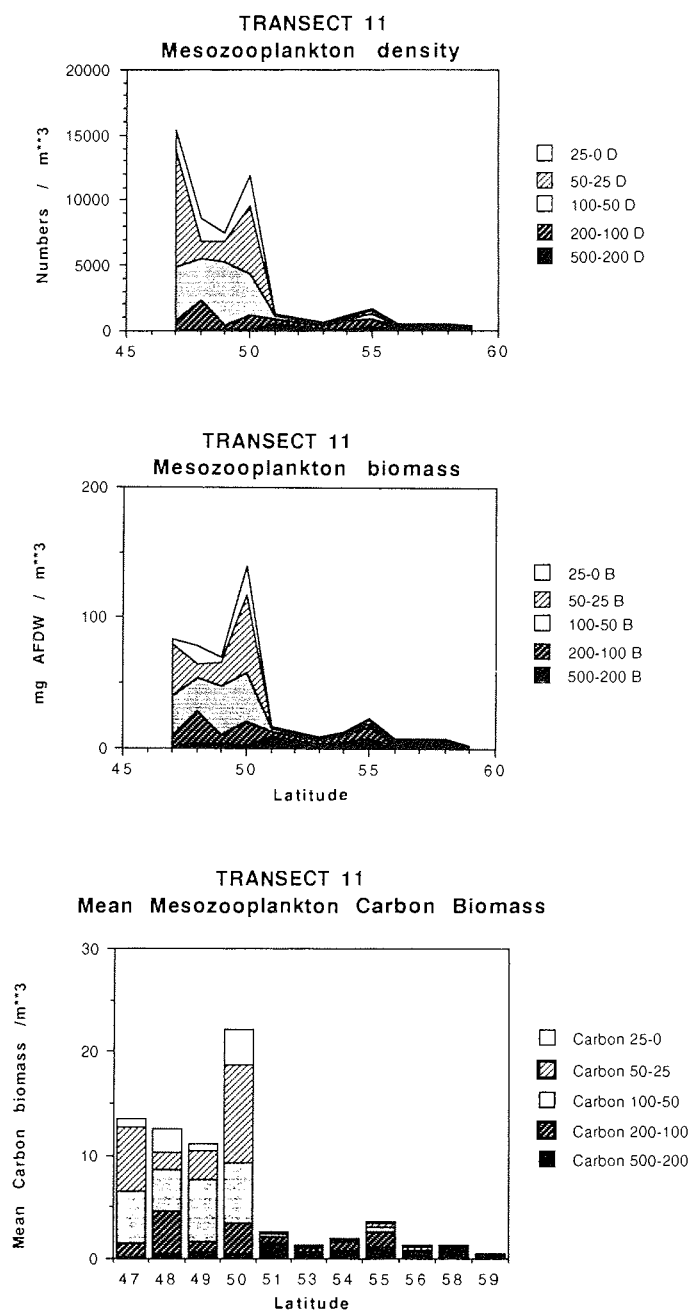 TRANSECT 11
Mesozooplankton density
20000
15000
10000
5000
0
Numbers / m**3
45
50
55
60
25-0 D
50-25 D
100-50 D
200-100 D
500-200 D
TRANSECT 11
Mesozooplankton biomass
200
100
0
mg AFDW / m**3
45
50
55
60
Latitude
25-0 B
50-25 B
100-50 B
200-100 B
500-200 B
TRANSECT 11
Mean Mesozooplankton Carbon Biomass
30
20
10
0
Mean Carbon biomass /m**3
47 48 49 50 51 53 54 55 56 58 59
Latitude
Carbon 25-0
Carbon 50-25
Carbon 100-50
Carbon 200-100
Carbon 500-200